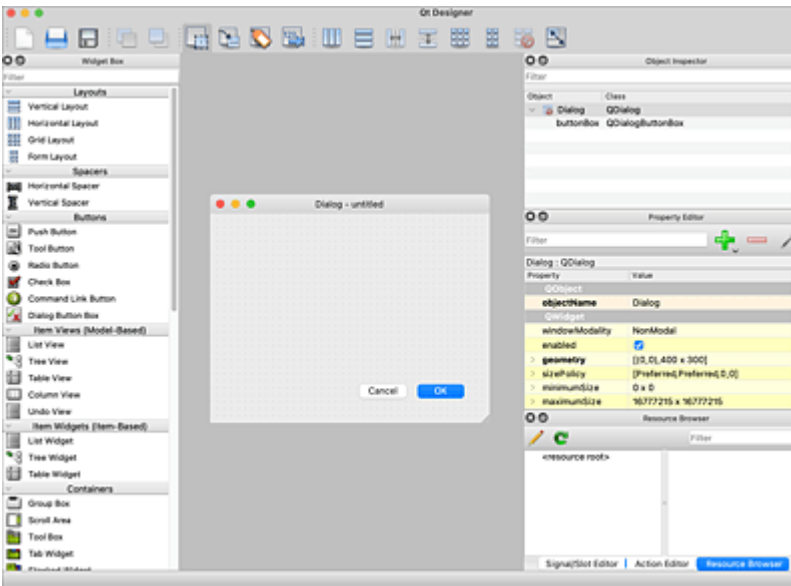 Qt Designer
Widget Box
Filter
Layouts
Vertical Layout
Horizontal Layout
Grid Layout
Form Layout
Spacers
Horizontal Spacer
Vertical Spacer
Buttons
Push Button
Tool Button
Radio Button
Check Box
Command Link Button
Dialog Button Box
Item Views (Model-Based)
List View
Tree View
Table View
Column View
Undo View
Item Widgets (Item-Based)
List Widget
Tree Widget
Table Widget
Containers
Group Box
Scroll Area
Tool Box
Tab Widget
Stacked Widget
Dialog - untitled
Cancel OK
Object Inspector
Filter
Object Class
Dialog QDialog
buttonBox QDialogButtonBox
Property Editor
Filter
Dialog : QDialog
Property Value
QObject
objectName Dialog
QWidget
windowModality NonModal
enabled
geometry [(0, 0), 400 x 300]
sizePolicy [Preferred, Preferred, 0, 0]
minimumSize 0 x 0
maximumSize 16777215 x 16777215
Resource Browser
Filter
<resource root>
Signal/Slot Editor Action Editor Resource Browser